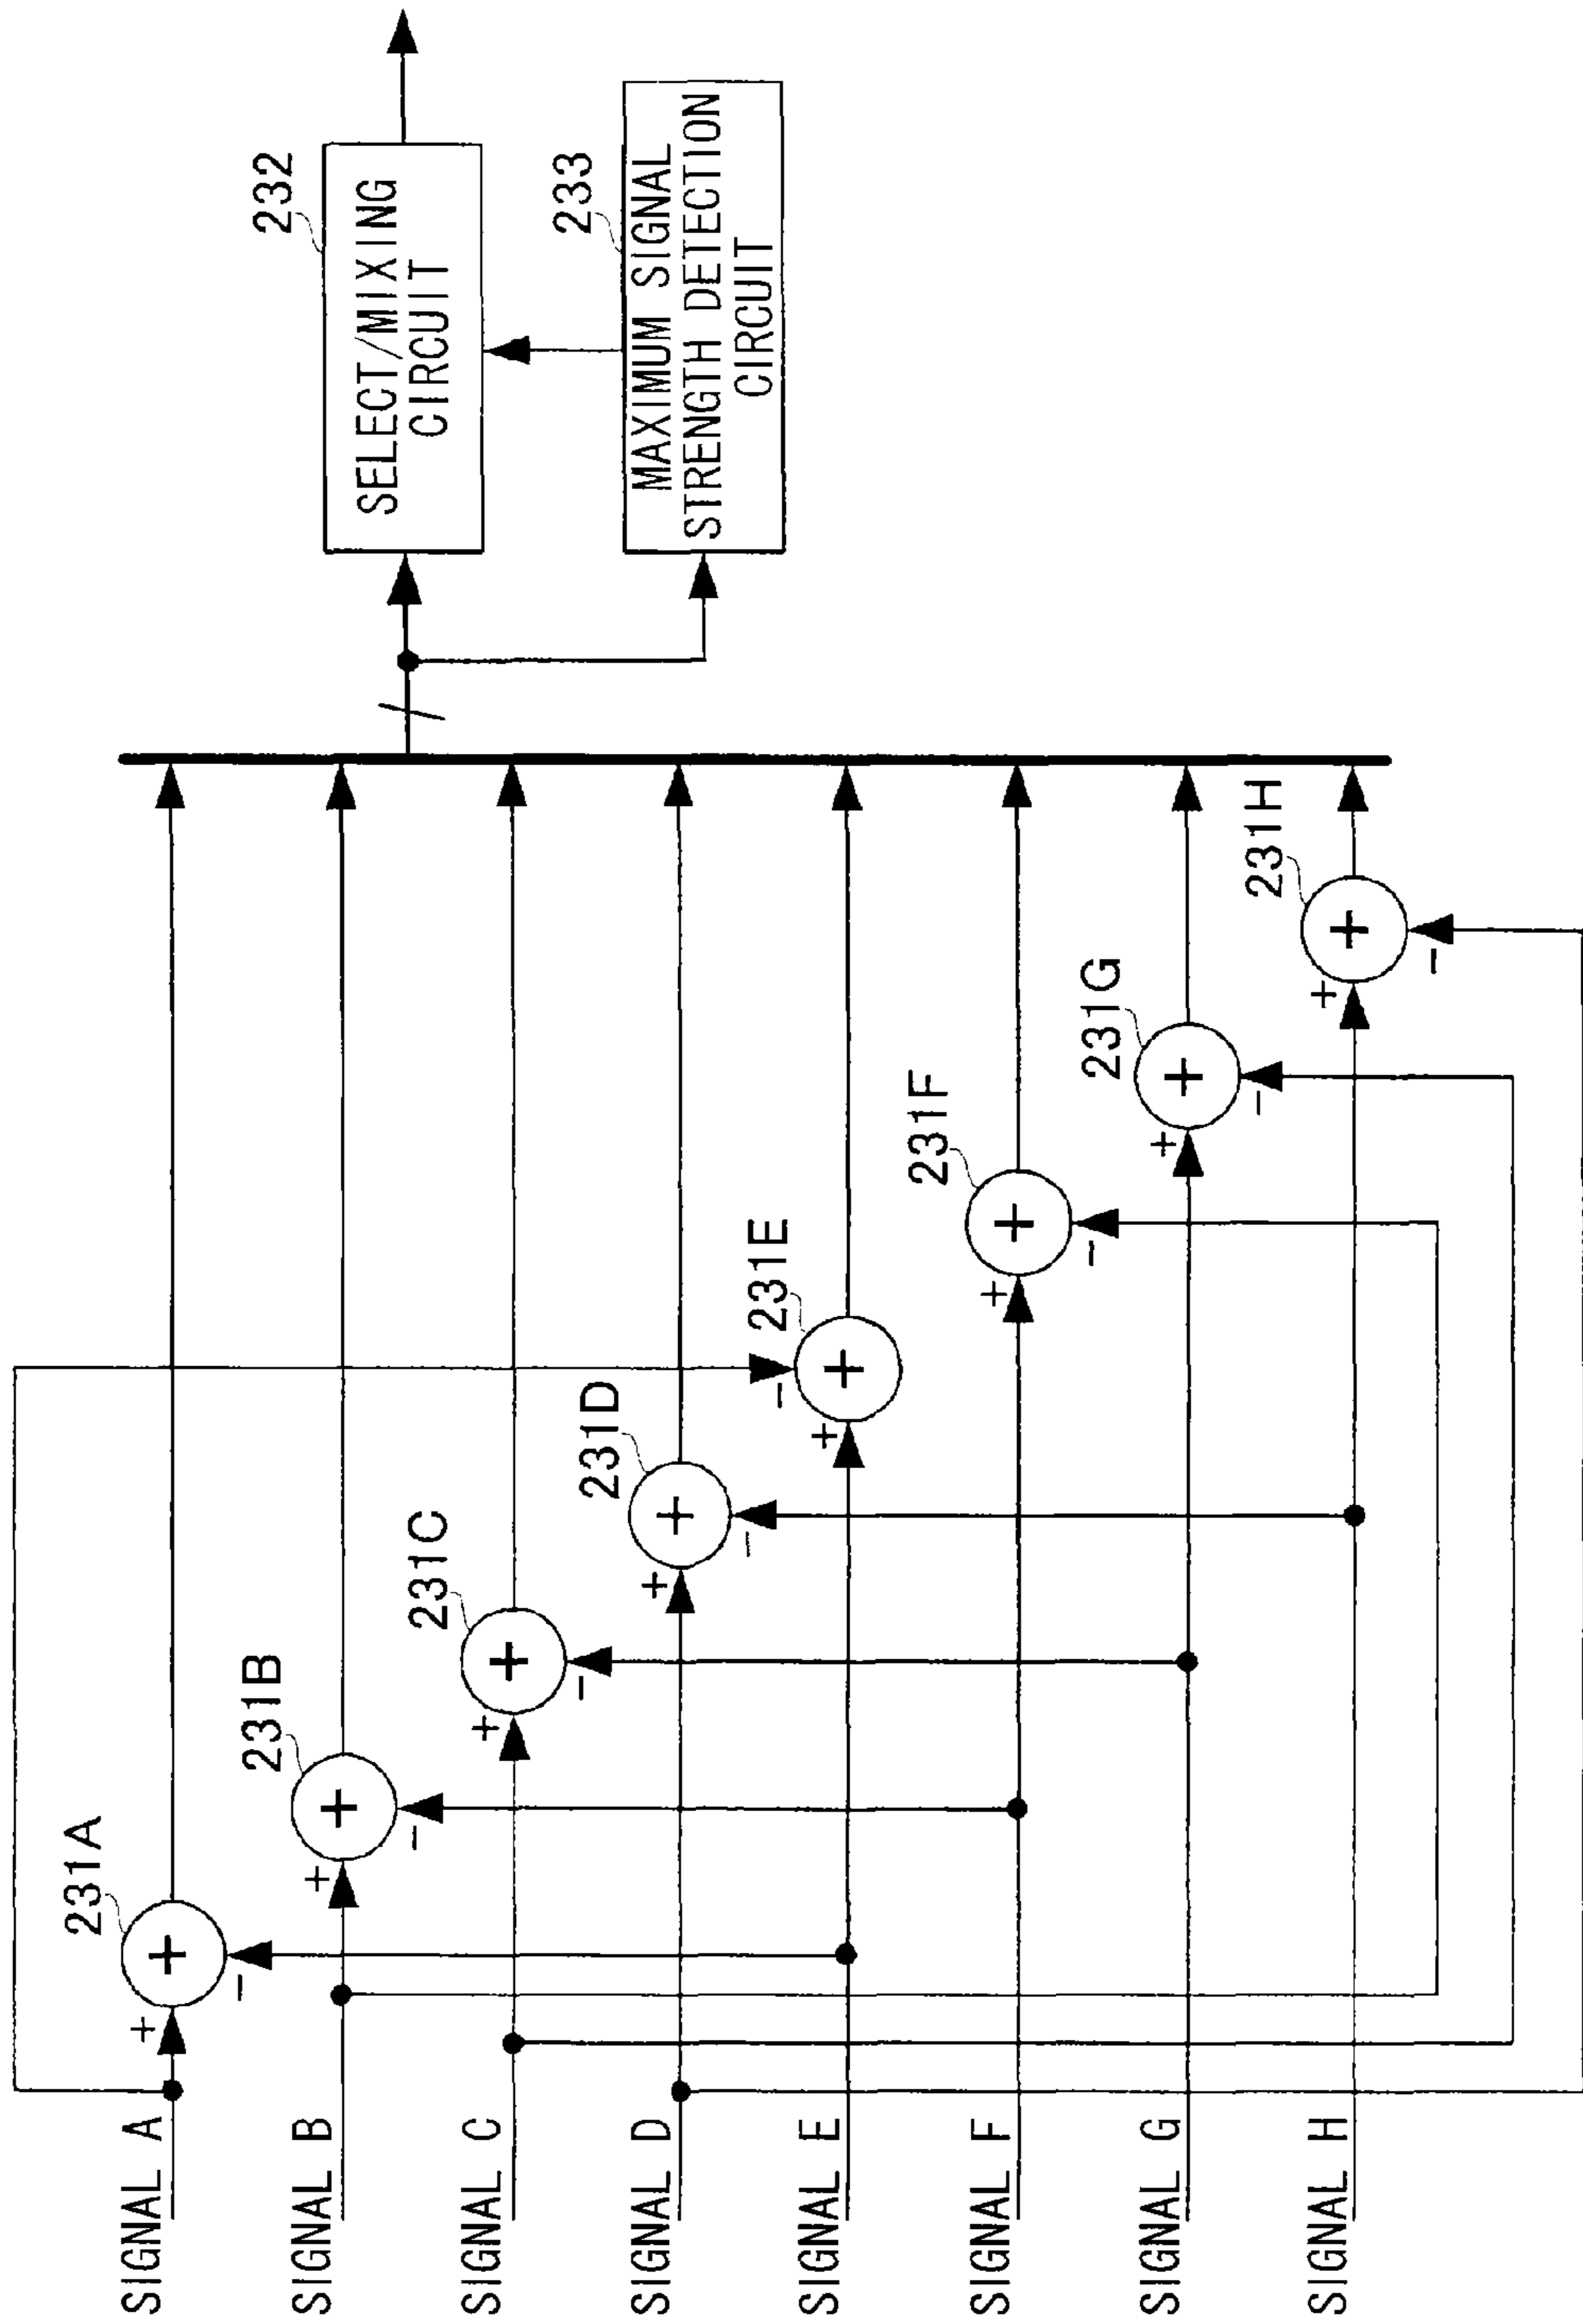 SIGNAL A
SIGNAL B
SIGNAL C
SIGNAL D
SIGNAL E
SIGNAL F
SIGNAL G
SIGNAL H
+
-
+
231A
+
-
+
231B
+
-
+
231C
+
-
+
231D
+
-
+
231E
+
-
+
231F
+
-
+
231G
+
-
+
231H
232
SELECT/MIXING
CIRCUIT
233
MAXIMUM SIGNAL
STRENGTH DETECTION
CIRCUIT